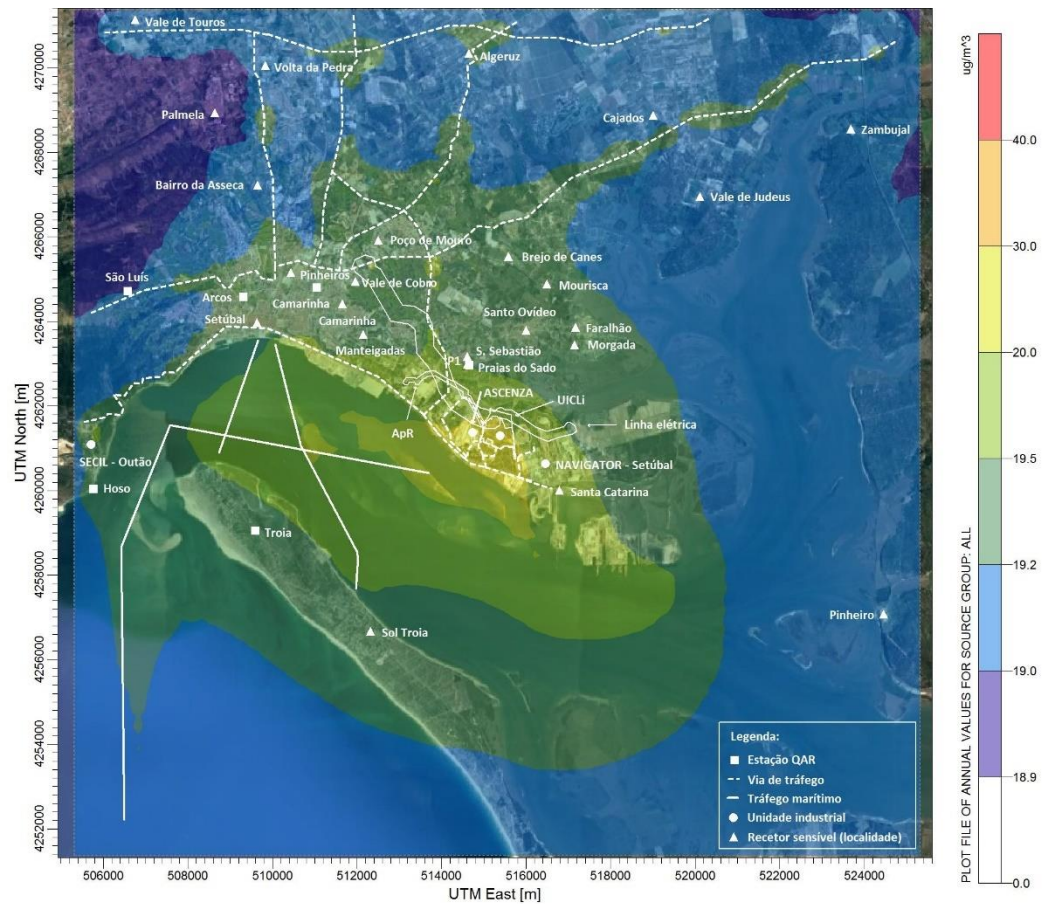 Vale de Touros
Volta da Pedra
Algeruz
Palmela
Cajados
Zambujal
Bairro da Asseca
Vale de Judeus
Poço de Mouro
Brejo de Canes
São Luís
Pinheiros
Vale de Cobro
Mourisca
Arcos
Camarinha
Santo Ovídeo
Setúbal
Camarinha
Faralhão
Manteigadas
Morgada
P1
S. Sebastião
Praias do Sado
ASCENZA
UICLi
ApR
Linha elétrica
SECIL - Outão
NAVIGATOR - Setúbal
Hoso
Santa Catarina
Troia
Pinheiro
Sol Troia
Legenda:
Estação QAR
Via de tráfego
Tráfego marítimo
Unidade industrial
Recetor sensível (localidade)
UTM North [m]
4270000
4268000
4266000
4264000
4262000
4260000
4258000
4256000
4254000
4252000
506000 508000 510000 512000 514000 516000 518000 520000 522000 524000
UTM East [m]
ug/m^3
40.0
30.0
20.0
19.5
19.2
19.0
18.9
0.0
PLOT FILE OF ANNUAL VALUES FOR SOURCE GROUP: ALL